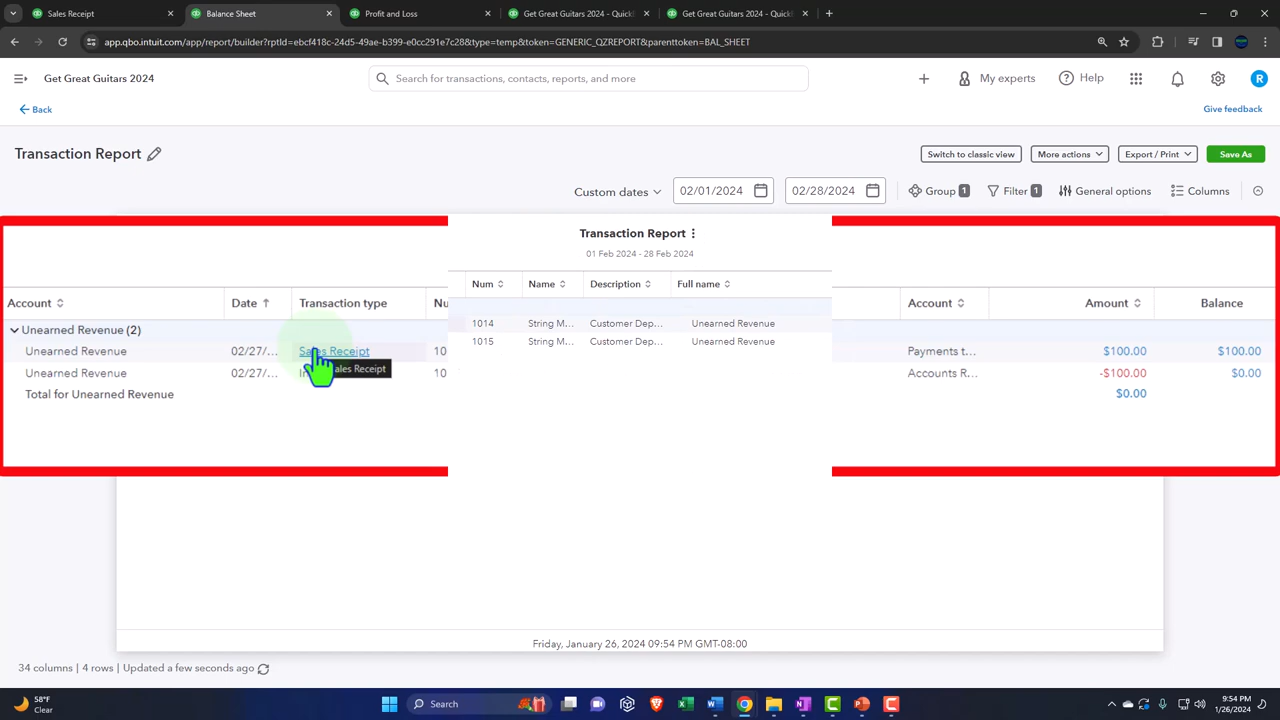 Sales Receipt
Balance Sheet
Profit and Loss
Get Great Guitars 2024 - Quick
Get Great Guitars 2024 - Quick
app.qbo.intuit.com/app/report/builder?rptId=ebcf418c-24d5-49ae-b399-e0cc291e7c28&type=temp&token=GENERIC_QZREPORT&parenttoken=BAL_SHEET
Get Great Guitars 2024
Search for transactions, contacts, reports, and more
My experts
Help
R
Back
Give feedback
Transaction Report
Switch to classic view
More actions
Export / Print
Save As
Custom dates
02/01/2024
02/28/2024
Group 1
Filter 1
General options
Columns
Transaction Report
01 Feb 2024 - 28 Feb 2024
Account Date Transaction type Nu Num Name Description Full name Account Amount Balance
Unearned Revenue (2)
Unearned Revenue 02/27/... Sales Receipt 10 1014 String M... Customer Dep... Unearned Revenue Payments t... $100.00 $100.00
Unearned Revenue 02/27/... 10 1015 String M... Customer Dep... Unearned Revenue Accounts R... -$100.00 $0.00
ales Receipt
Total for Unearned Revenue $0.00
Friday, January 26, 2024 09:54 PM GMT-08:00
34 columns | 4 rows | Updated a few seconds ago
58°F
Clear
Search
9:54 PM
1/26/2024